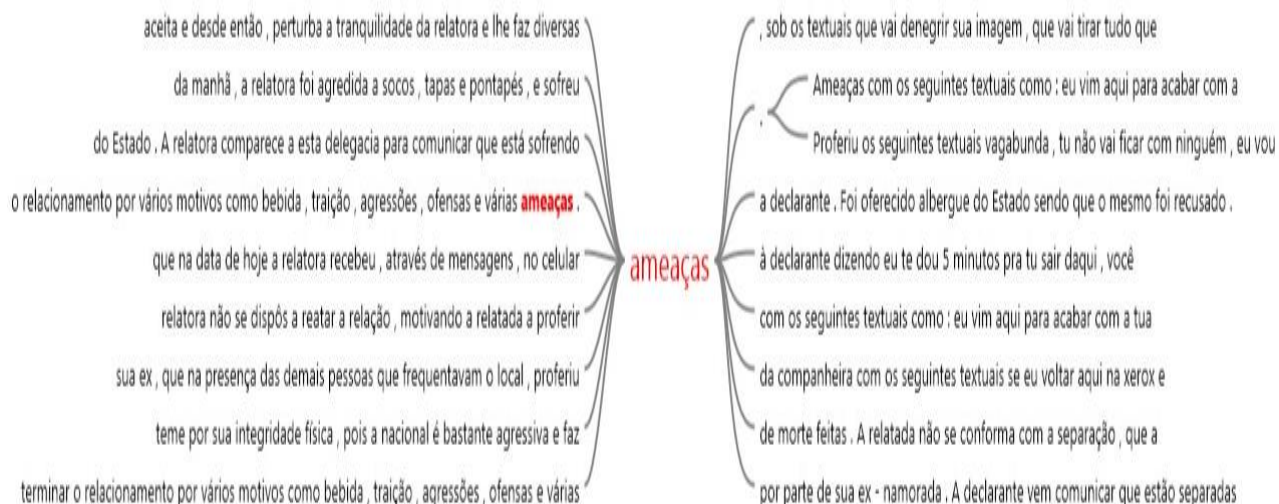 aceita e desde então , perturba a tranquilidade da relatora e lhe faz diversas
da manhã , a relatora foi agredida a socos , tapas e pontapés , e sofreu
do Estado . A relatora comparece a esta delegacia para comunicar que está sofrendo
o relacionamento por vários motivos como bebida , traição , agressões , ofensas e várias ameaças .
que na data de hoje a relatora recebeu , através de mensagens , no celular
relatora não se dispôs a reatar a relação , motivando a relatada a proferir
sua ex , que na presença das demais pessoas que frequentavam o local , proferiu
teme por sua integridade física , pois a nacional é bastante agressiva e faz
terminar o relacionamento por vários motivos como bebida , traição , agressões , ofensas e várias
ameaças
, sob os textuais que vai denegrir sua imagem , que vai tirar tudo que
,
Ameaças com os seguintes textuais como : eu vim aqui para acabar com a
Proferiu os seguintes textuais vagabunda , tu não vai ficar com ninguém , eu vou
a declarante . Foi oferecido albergue do Estado sendo que o mesmo foi recusado .
à declarante dizendo eu te dou 5 minutos pra tu sair daqui , você
com os seguintes textuais como : eu vim aqui para acabar com a tua
da companheira com os seguintes textuais se eu voltar aqui na xerox e
de morte feitas . A relatada não se conforma com a separação , que a
por parte de sua ex - namorada . A declarante vem comunicar que estão separadas